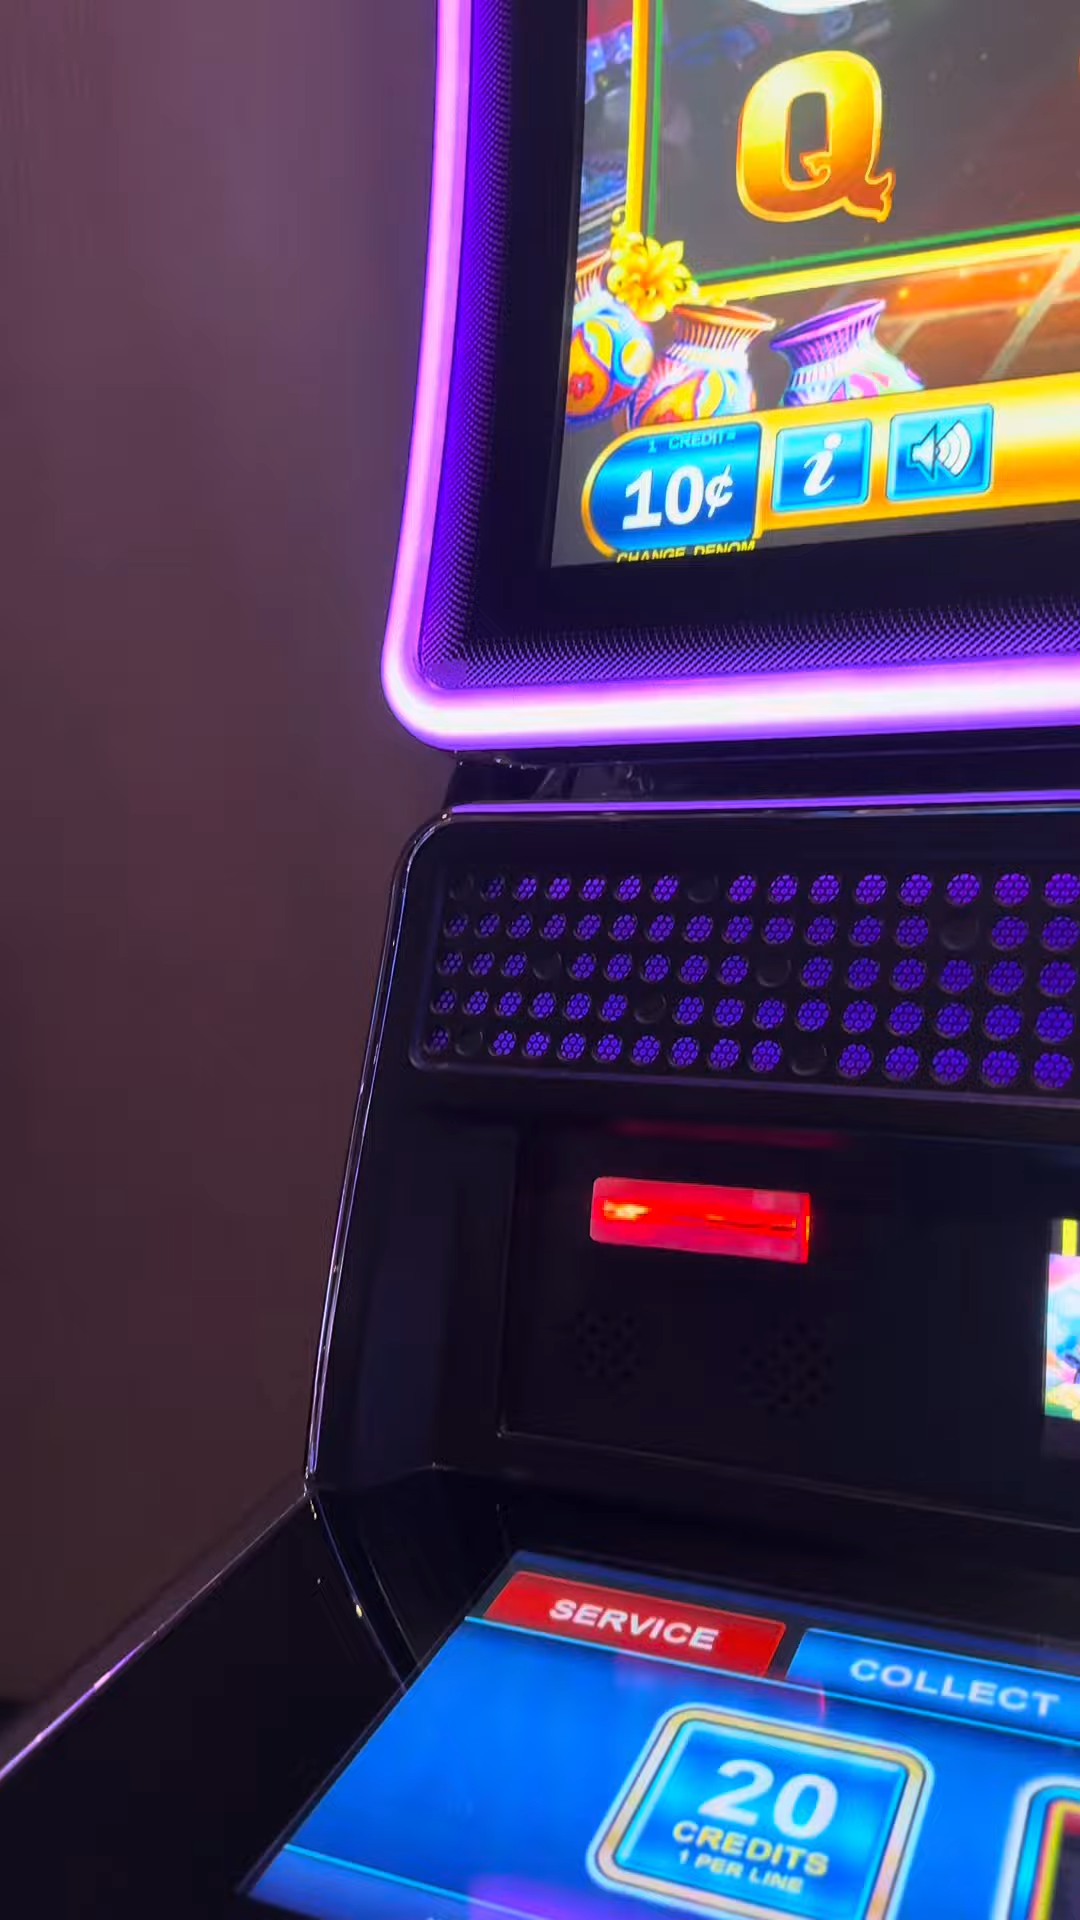 Q
1 CREDIT=
10¢
i
CHANGE DENOM
SERVICE
COLLECT
20
CREDITS
1 PER LINE